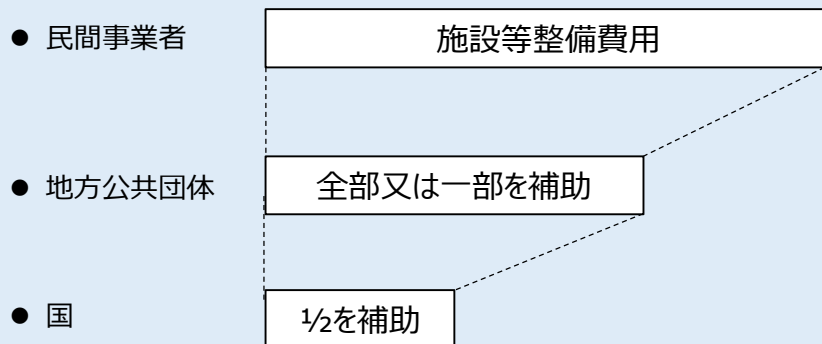 ● 民間事業者 施設等整備費用
● 地方公共団体 全部又は一部を補助
● 国 ½を補助